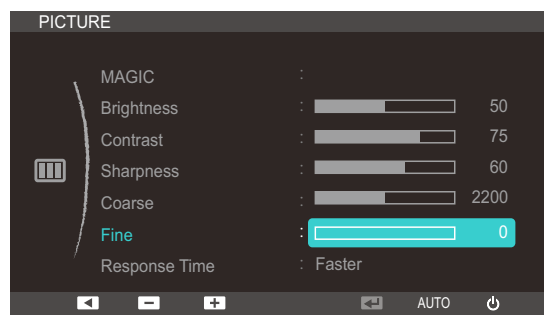 PICTURE
MAGIC :
Brightness : 50
Contrast : 75
Sharpness : 60
Coarse : 2200
Fine : 0
Response Time : Faster
AUTO